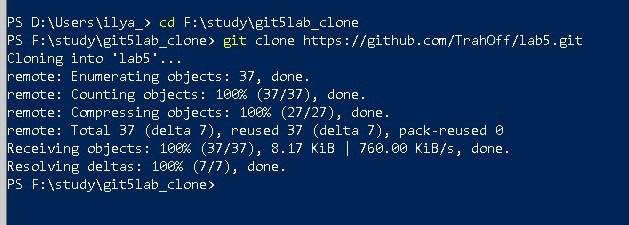 PS D:\Users\ilya_> cd F:\study\git5lab_clone
PS F:\study\git5lab_clone> git clone https://github.com/TrahOff/lab5.git
Cloning into 'lab5'...
remote: Enumerating objects: 37, done.
remote: Counting objects: 100% (37/37), done.
remote: Compressing objects: 100% (27/27), done.
remote: Total 37 (delta 7), reused 37 (delta 7), pack-reused 0
Receiving objects: 100% (37/37), 8.17 KiB | 760.00 KiB/s, done.
Resolving deltas: 100% (7/7), done.
PS F:\study\git5lab_clone>